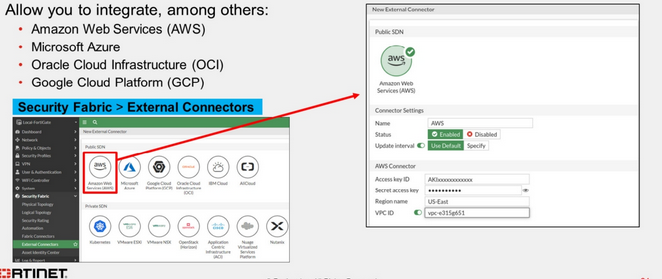 Allow you to integrate, among others:
• Amazon Web Services (AWS)
• Microsoft Azure
• Oracle Cloud Infrastructure (OCI)
• Google Cloud Platform (GCP)
Security Fabric > External Connectors
Local-FortiGate
Dashboard
Network
Policy & Objects
Security Profiles
VPN
User & Authentication
WiFi Controller
System
Security Fabric
Physical Topology
Logical Topology
Security Rating
Automation
Fabric Connectors
External Connectors
Asset Identity Center
Log & Report
New External Connector
Public SDN
aws
Amazon Web Services (AWS)
Microsoft Azure
Google Cloud Platform (GCP)
Oracle Cloud Infrastructure (OCI)
IBM Cloud
AliCloud
Private SDN
Kubernetes
VMware ESXi
VMware NSX
OpenStack (Horizon)
Application Centric Infrastructure (ACI)
Nuage Virtualized Services Platform
Nutanix
New External Connector
Public SDN
aws
Amazon Web
Services (AWS)
Connector Settings
Name AWS
Status Enabled Disabled
Update interval Use Default Specify
AWS Connector
Access key ID AKIxxxxxxxxxxxxx
Secret access key ••••••••••
Region name US-East
VPC ID vpc-e315g651